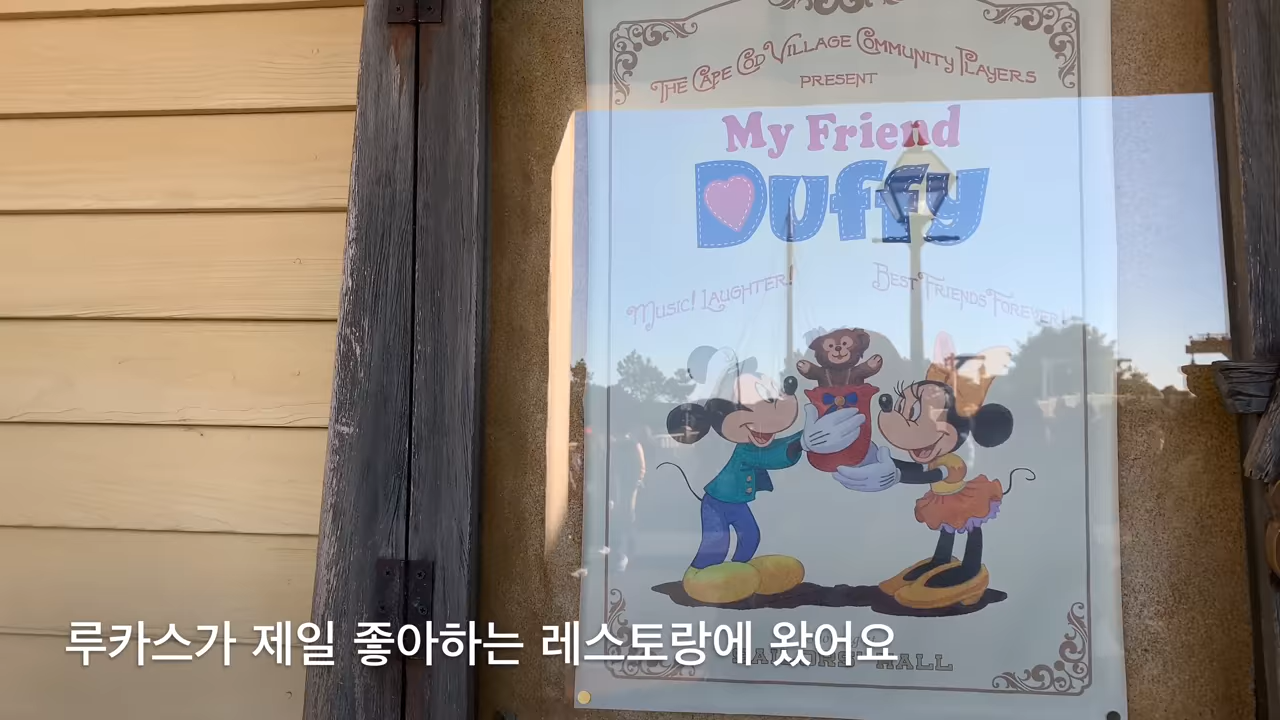 The Cape Cod Village Community Players
PRESENT
My Friend
Duffy
Music! Laughter!
Best Friends Forever!
루카스가 제일 좋아하는 레스토랑에 왔어요
SAILORS' HALL